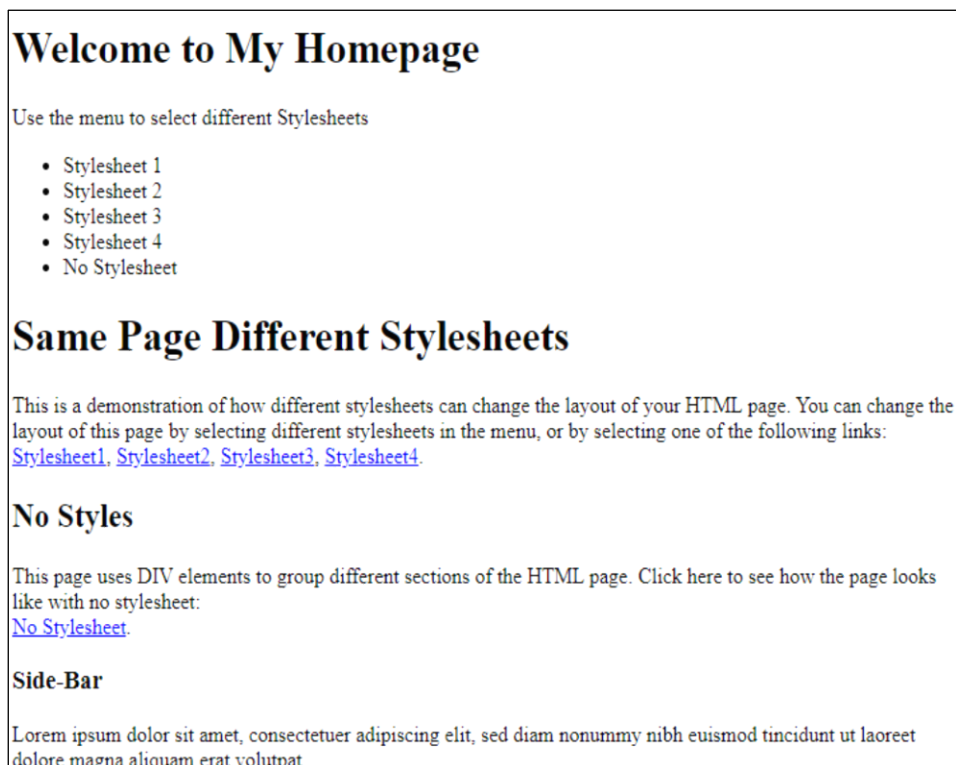 Welcome to My Homepage
Use the menu to select different Stylesheets
Stylesheet 1
Stylesheet 2
Stylesheet 3
Stylesheet 4
No Stylesheet
Same Page Different Stylesheets
This is a demonstration of how different stylesheets can change the layout of your HTML page. You can change the
layout of this page by selecting different stylesheets in the menu, or by selecting one of the following links:
Stylesheet1, Stylesheet2, Stylesheet3, Stylesheet4.
No Styles
This page uses DIV elements to group different sections of the HTML page. Click here to see how the page looks
like with no stylesheet:
No Stylesheet.
Side-Bar
Lorem ipsum dolor sit amet, consectetuer adipiscing elit, sed diam nonummy nibh euismod tincidunt ut laoreet
dolore magna aliquam erat volutpat